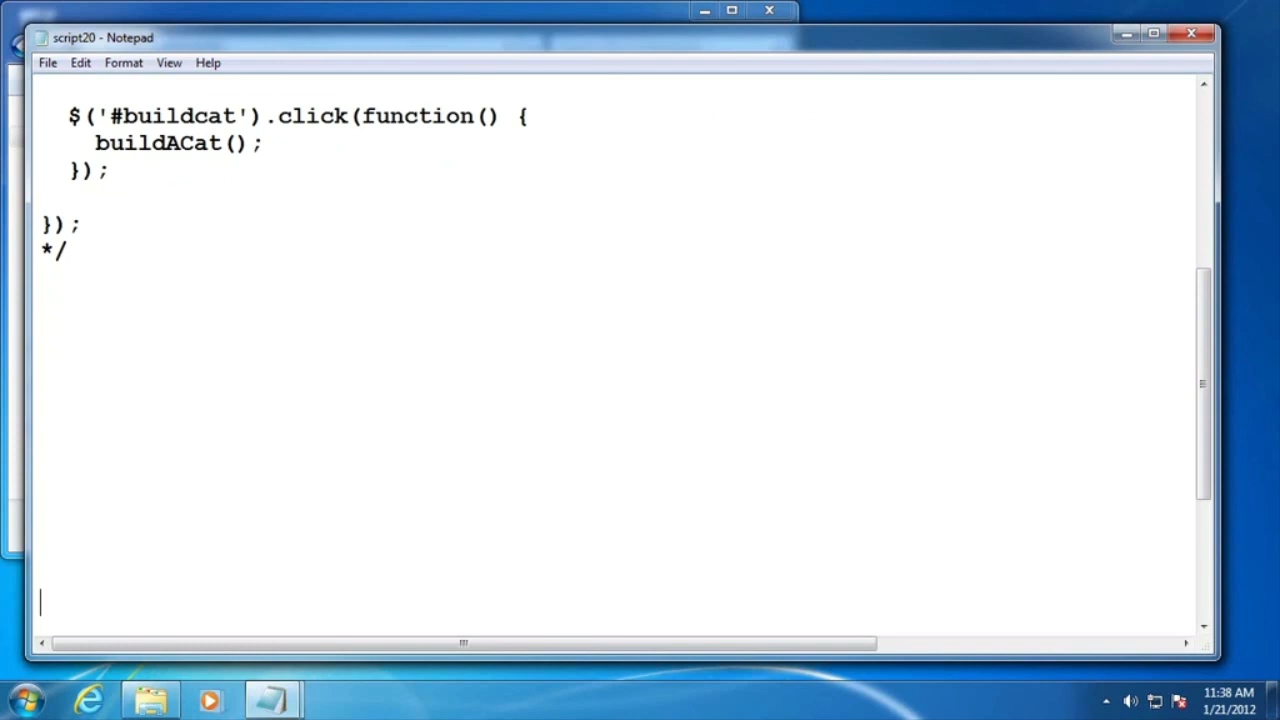 script20 - Notepad
File Edit Format View Help
$('#buildcat').click(function() {
buildACat();
});
});
*/
11:38 AM
1/21/2012